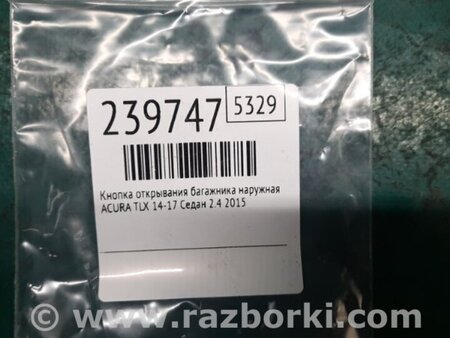 239747
5329
Кнопка открывания багажника наружная
ACURA TLX 14-17 Седан 2.4 2015
www.razborki.com